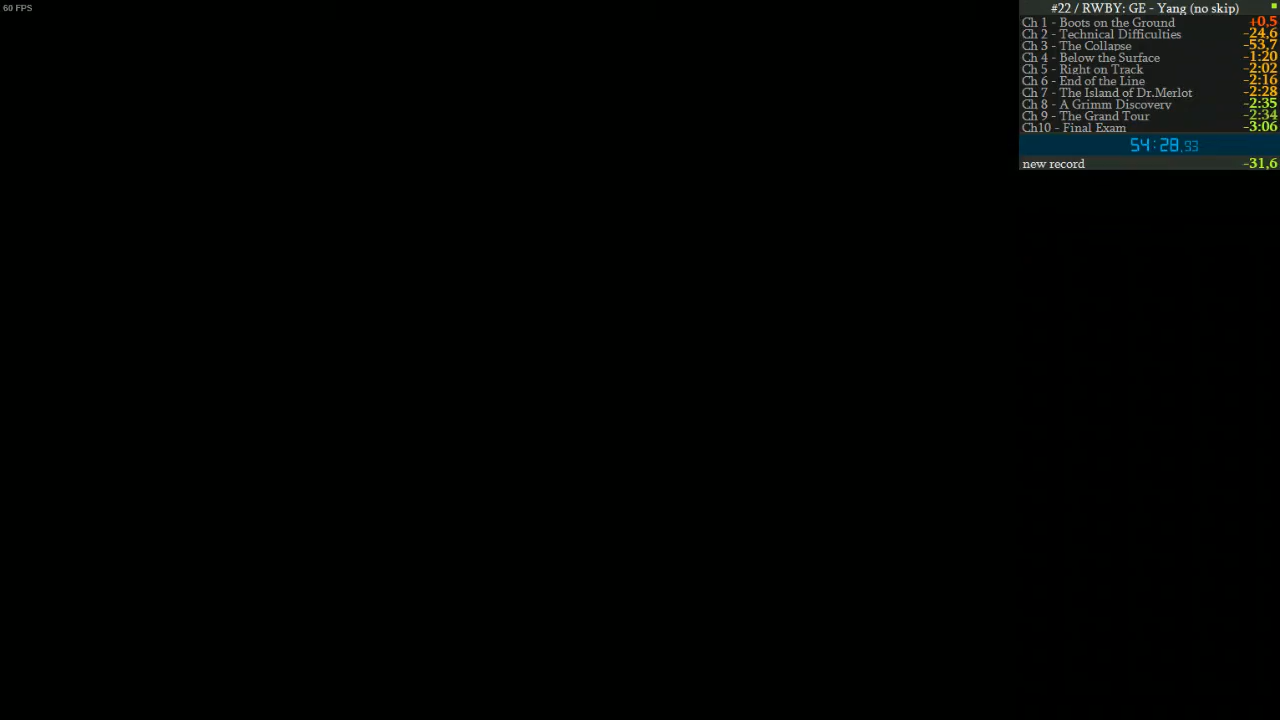 60 FPS
#22 / RWBY: GE - Yang (no skip)
Ch 1 - Boots on the Ground +0,5
Ch 2 - Technical Difficulties -24,6
Ch 3 - The Collapse -53,7
Ch 4 - Below the Surface -1:20
Ch 5 - Right on Track -2:02
Ch 6 - End of the Line -2:16
Ch 7 - The Island of Dr.Merlot -2:28
Ch 8 - A Grimm Discovery -2:35
Ch 9 - The Grand Tour -2:34
Ch10 - Final Exam -3:06
54:28.93
new record -31,6